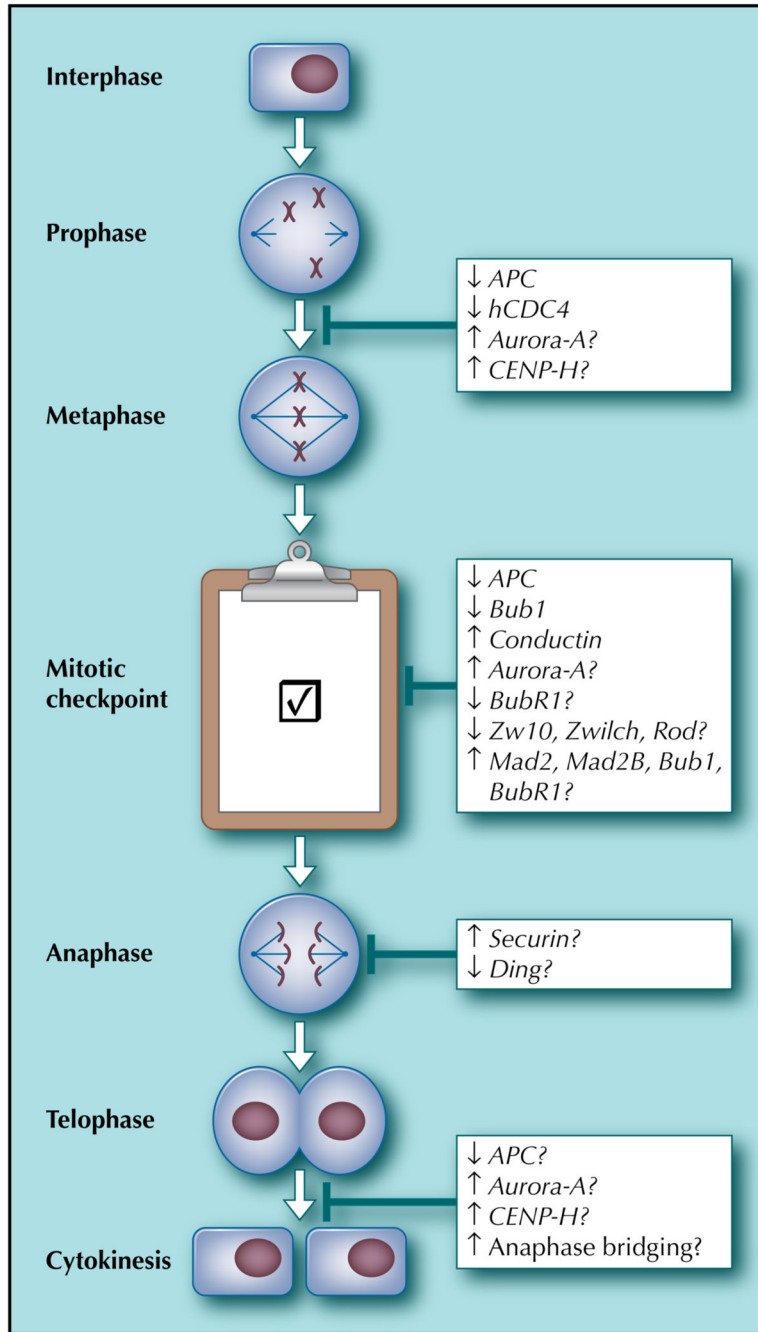 Interphase
Prophase
↓ APC
↓ hCDC4
↑ Aurora-A?
↑ CENP-H?
Metaphase
Mitotic
checkpoint
↓ APC
↓ Bub1
↑ Conductin
↑ Aurora-A?
↓ BubR1?
↓ Zw10, Zwilch, Rod?
↑ Mad2, Mad2B, Bub1,
BubR1?
Anaphase
↑ Securin?
↓ Ding?
Telophase
↓ APC?
↑ Aurora-A?
↑ CENP-H?
↑ Anaphase bridging?
Cytokinesis